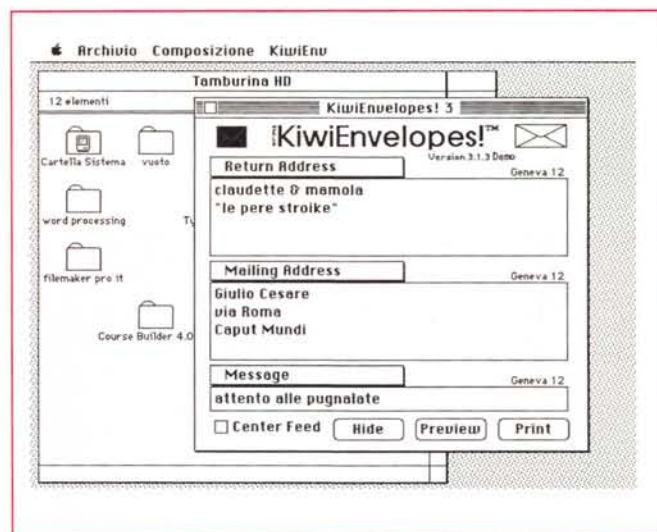 Archivio Composizione KiwiEnv
Tamburina HD
12 elementi
Cartella Sistema
vuoto
word processing
Ty
filemaker pro it
Course Builder 4.0
KiwiEnvelopes! 3
KiwiEnvelopes!™
Version 3.1.3 Demo
Return Address
Geneva 12
claudette & mamola
"le pere stroike"
Mailing Address
Geneva 12
Giulio Cesare
via Roma
Caput Mundi
Message
Geneva 12
attento alle pugnalate
Center Feed
Hide
Preview
Print